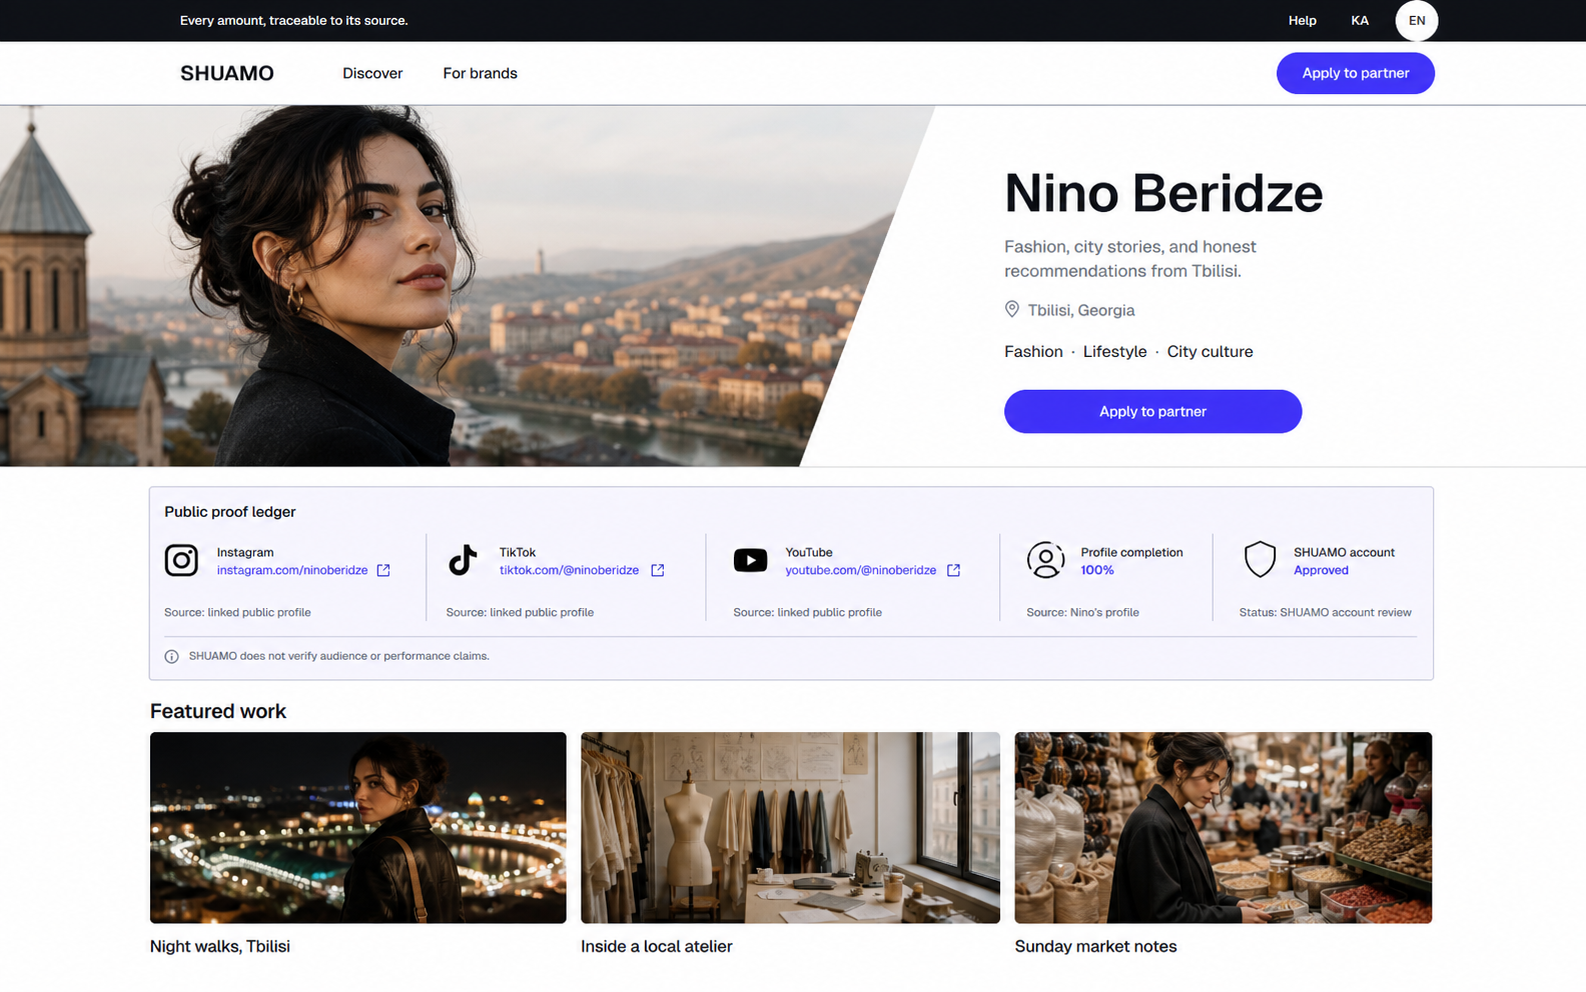 Every amount, traceable to its source.
Help KA EN
SHUAMO Discover For brands Apply to partner
Nino Beridze
Fashion, city stories, and honest
recommendations from Tbilisi.
Tbilisi, Georgia
Fashion · Lifestyle · City culture
Apply to partner
Public proof ledger
Instagram
instagram.com/ninoberidze
Source: linked public profile
TikTok
tiktok.com/@ninoberidze
Source: linked public profile
YouTube
youtube.com/@ninoberidze
Source: linked public profile
Profile completion
100%
Source: Nino's profile
SHUAMO account
Approved
Status: SHUAMO account review
SHUAMO does not verify audience or performance claims.
Featured work
Night walks, Tbilisi
Inside a local atelier
Sunday market notes